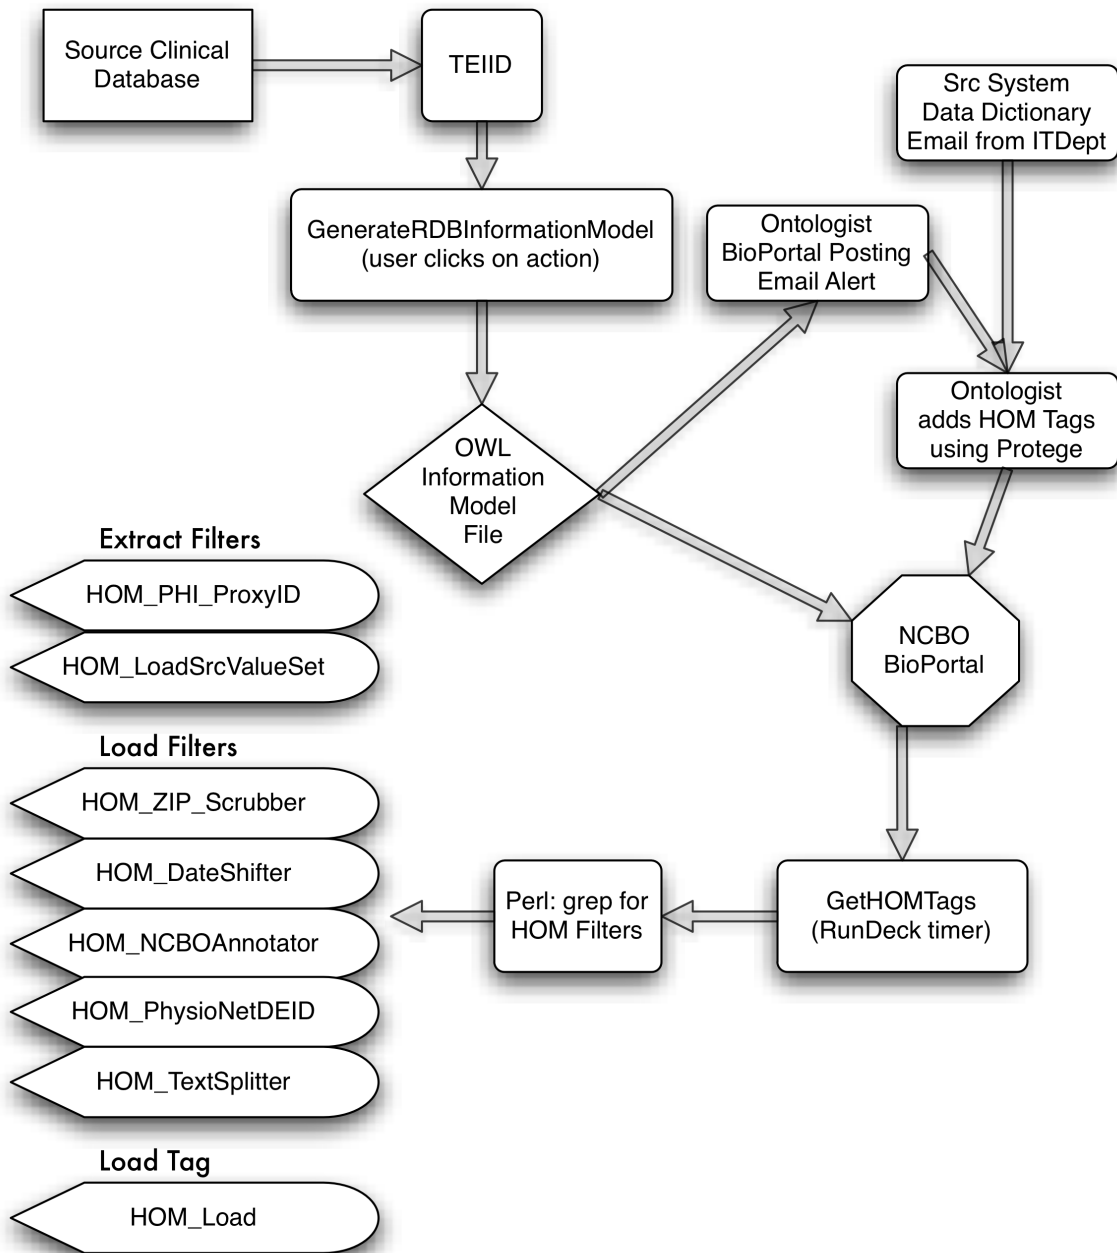 Source Clinical
Database
TEIID
Src System
Data Dictionary
Email from ITDept
GenerateRDBInformationModel
(user clicks on action)
Ontologist
BioPortal Posting
Email Alert
Ontologist
adds HOM Tags
using Protege
OWL
Information
Model
File
NCBO
BioPortal
Extract Filters
HOM_PHI_ProxyID
HOM_LoadSrcValueSet
Load Filters
HOM_ZIP_Scrubber
HOM_DateShifter
HOM_NCBOAnnotator
HOM_PhysioNetDEID
HOM_TextSplitter
Perl: grep for
HOM Filters
GetHOMTags
(RunDeck timer)
Load Tag
HOM_Load